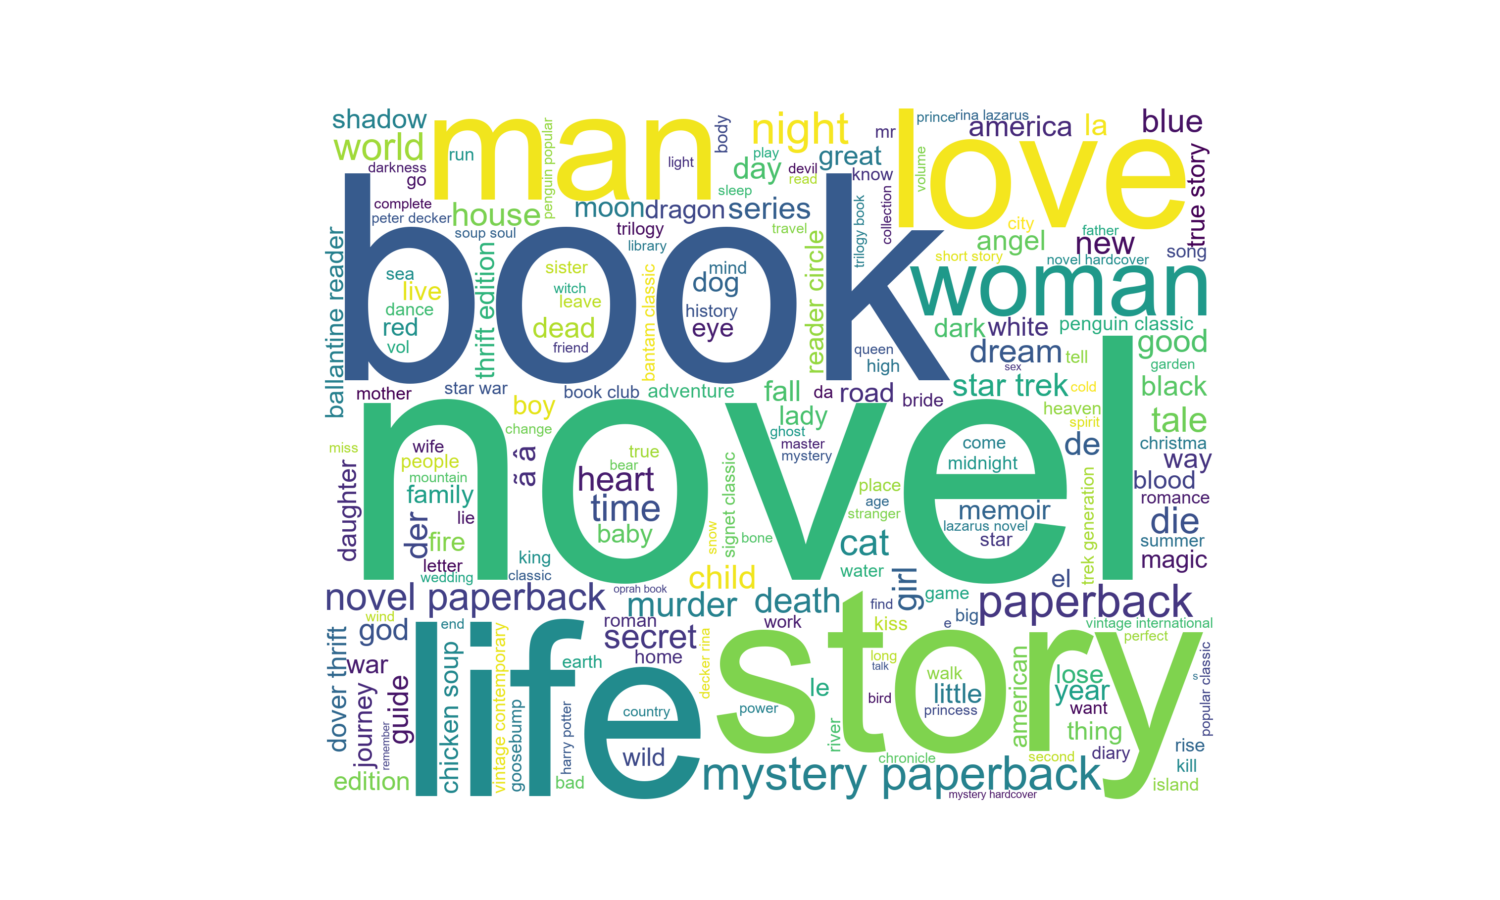 shadow
man
night
love
prince
rina lazarus
america
la
blue
world
run
penguin popular
light
body
play
mr
great
volume
darkness
go
day
devil
read
know
true story
complete
peter decker
house
moon
dragon
series
sleep
collection
city
father
soup soul
trilogy
library
travel
reader circle
trilogy book
angel
new
song
short story
novel hardcover
book
woman
ballantine reader
sea
live
dance
red
vol
thrift edition
sister
witch
leave
dead
friend
bantam classic
mind
dog
history
eye
dark
white
penguin classic
queen
high
dream
sex
tell
good
garden
mother
star war
book club
adventure
fall
da
road
bride
star trek
cold
black
boy
change
lady
ghost
master
mystery
heaven
spirit
tale
novel
miss
wife
people
mountain
family
ã â
true
bear
heart
time
baby
signet classic
place
age
stranger
come
midnight
de
christma
way
blood
romance
daughter
der
lie
fire
letter
wedding
king
classic
snow
bone
cat
memoir
lazarus novel
star
trek generation
die
summer
magic
child
water
girl
el
novel paperback
oprah book
murder
death
find
game
paperback
wind
god
end
roman
secret
work
kiss
e
big
vintage international
perfect
life
story
dover thrift
war
journey
remember
guide
chicken soup
vintage contemporary
goosebump
earth
home
decker rina
long
talk
walk
little
princess
american
lose
year
want
s
popular classic
harry potter
country
wild
power
le
bird
river
thing
diary
rise
kill
edition
bad
mystery paperback
chronicle
second
mystery hardcover
island